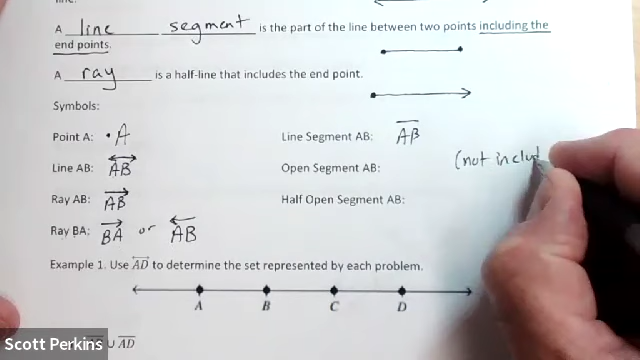 A line segment is the part of the line between two points including the
end points.
A ray is a half-line that includes the end point.
Symbols:
Point A: • A
Line Segment AB: AB
Line AB: AB
Open Segment AB:
(not includ
Ray AB: AB
Half Open Segment AB:
Ray BA: BA or AB
Example 1. Use AD to determine the set represented by each problem.
A B C D
∪ AD
Scott Perkins